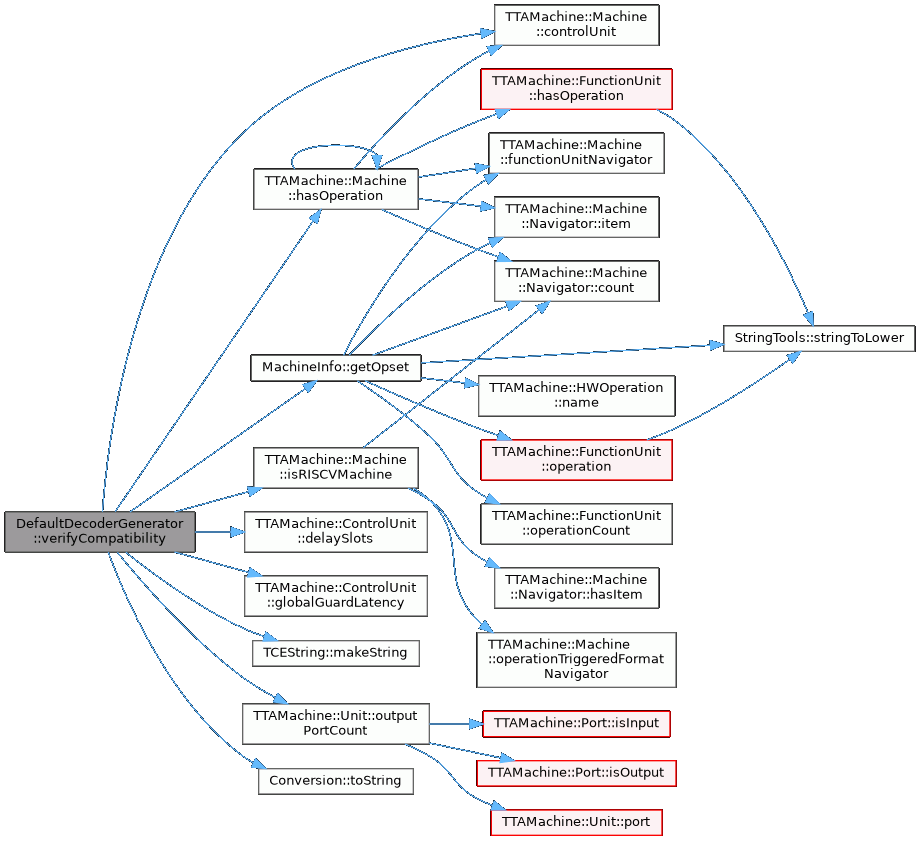 TTAMachine::Machine
::controlUnit
TTAMachine::FunctionUnit
::hasOperation
TTAMachine::Machine
::functionUnitNavigator
TTAMachine::Machine
::hasOperation
TTAMachine::Machine
::Navigator::item
TTAMachine::Machine
::Navigator::count
StringTools::stringToLower
MachineInfo::getOpset
TTAMachine::HWOperation
::name
TTAMachine::Machine
::isRISCVMachine
TTAMachine::FunctionUnit
::operation
DefaultDecoderGenerator
::verifyCompatibility
TTAMachine::ControlUnit
::delaySlots
TTAMachine::FunctionUnit
::operationCount
TTAMachine::ControlUnit
::globalGuardLatency
TTAMachine::Machine
::Navigator::hasItem
TCEString::makeString
TTAMachine::Machine
::operationTriggeredFormat
Navigator
TTAMachine::Unit::output
PortCount
TTAMachine::Port::isInput
Conversion::toString
TTAMachine::Port::isOutput
TTAMachine::Unit::port